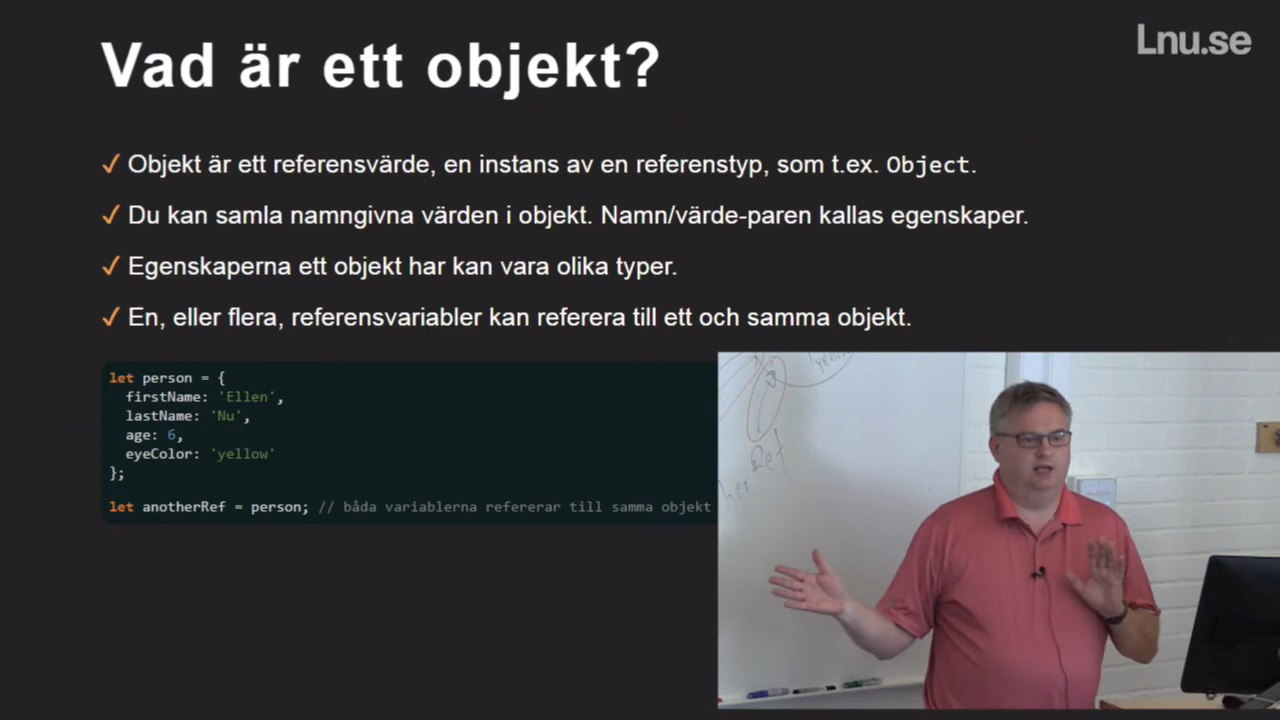 Vad är ett objekt?
Lnu.se
✓ Objekt är ett referensvärde, en instans av en referenstyp, som t.ex. Object.
✓ Du kan samla namngivna värden i objekt. Namn/värde-paren kallas egenskaper.
✓ Egenskaperna ett objekt har kan vara olika typer.
✓ En, eller flera, referensvariabler kan referera till ett och samma objekt.
let person = {
firstName: 'Ellen',
lastName: 'Nu',
age: 6,
eyeColor: 'yellow'
};
let anotherRef = person; // båda variablerna refererar till samma objekt
Ref